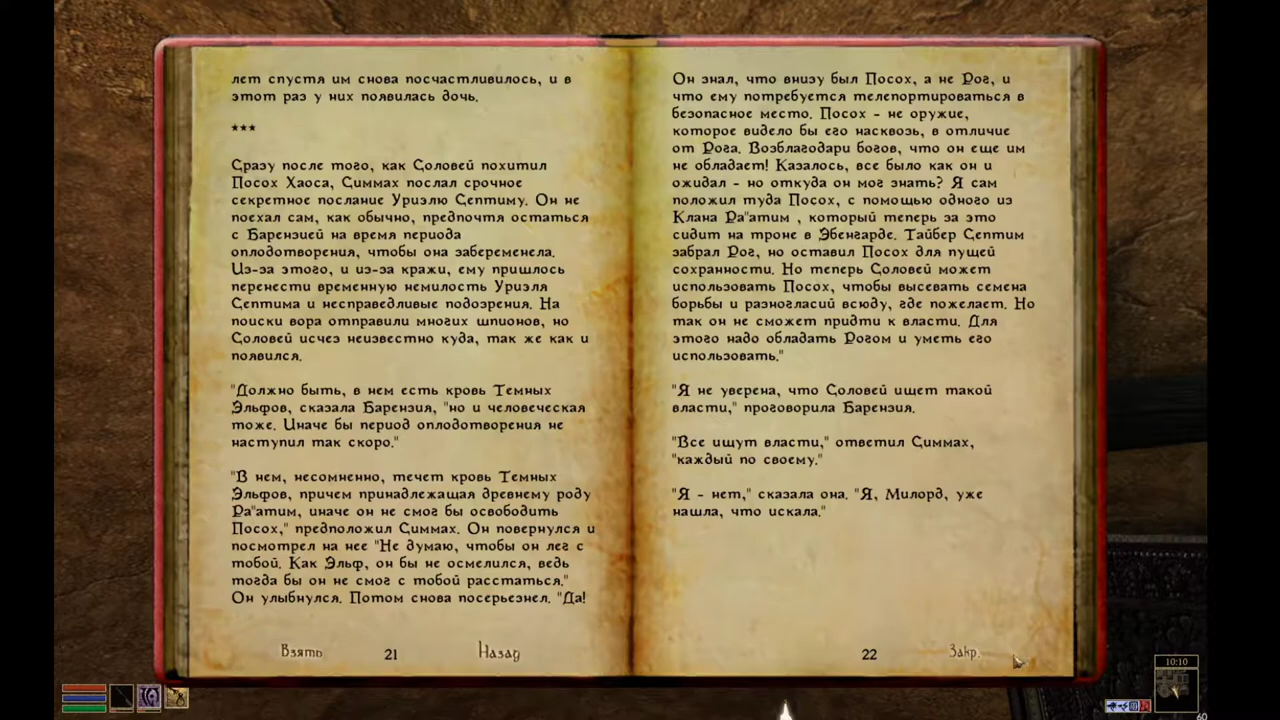 лет спустя им снова посчастливилось, и в
этот раз у них появилась дочь.
***
Сразу после того, как Соловей похитил
Посох Хаоса, Симмах послал срочное
секретное послание Уриэлю Септиму. Он не
поехал сам, как обычно, предпочтя остаться
с Барензией на время периода
оплодотворения, чтобы она забеременела.
Из-за этого, и из-за кражи, ему пришлось
перенести временную немилость Уриэля
Септима и несправедливые подозрения. На
поиски вора отправили многих шпионов, но
Соловей исчез неизвестно куда, так же как и
появился.
"Должно быть, в нем есть кровь Темных
Эльфов, сказала Барензия, "но и человеческая
тоже. Иначе бы период оплодотворения не
наступил так скоро."
"В нем, несомненно, течет кровь Темных
Эльфов, причем принадлежащая древнему роду
Ра"атим, иначе он не смог бы освободить
Посох," предположил Симмах. Он повернулся и
посмотрел на нее "Не думаю, чтобы он лег с
тобой. Как Эльф, он бы не осмелился, ведь
тогда бы он не смог с тобой расстаться."
Он улыбнулся. Потом снова посерьезнел. "Да!
Взять 21 Назад
Он знал, что внизу был Посох, а не Рог, и
что ему потребуется телепортироваться в
безопасное место. Посох - не оружие,
которое видело бы его насквозь, в отличие
от Рога. Возблагодари богов, что он еще им
не обладает! Казалось, все было как он и
ожидал - но откуда он мог знать? Я сам
положил туда Посох, с помощью одного из
Клана Ра"атим , который теперь за это
сидит на троне в Эбенгарде. Тайбер Септим
забрал Рог, но оставил Посох для пущей
сохранности. Но теперь Соловей может
использовать Посох, чтобы высевать семена
борьбы и разногласий всюду, где пожелает. Но
так он не сможет придти к власти. Для
этого надо обладать Рогом и уметь его
использовать."
"Я не уверена, что Соловей ищет такой
власти," проговорила Барензия.
"Все ищут власти," ответил Симмах,
"каждый по своему."
"Я - нет," сказала она. "Я, Милорд, уже
нашла, что искала."
22 Закр.
10:10
60